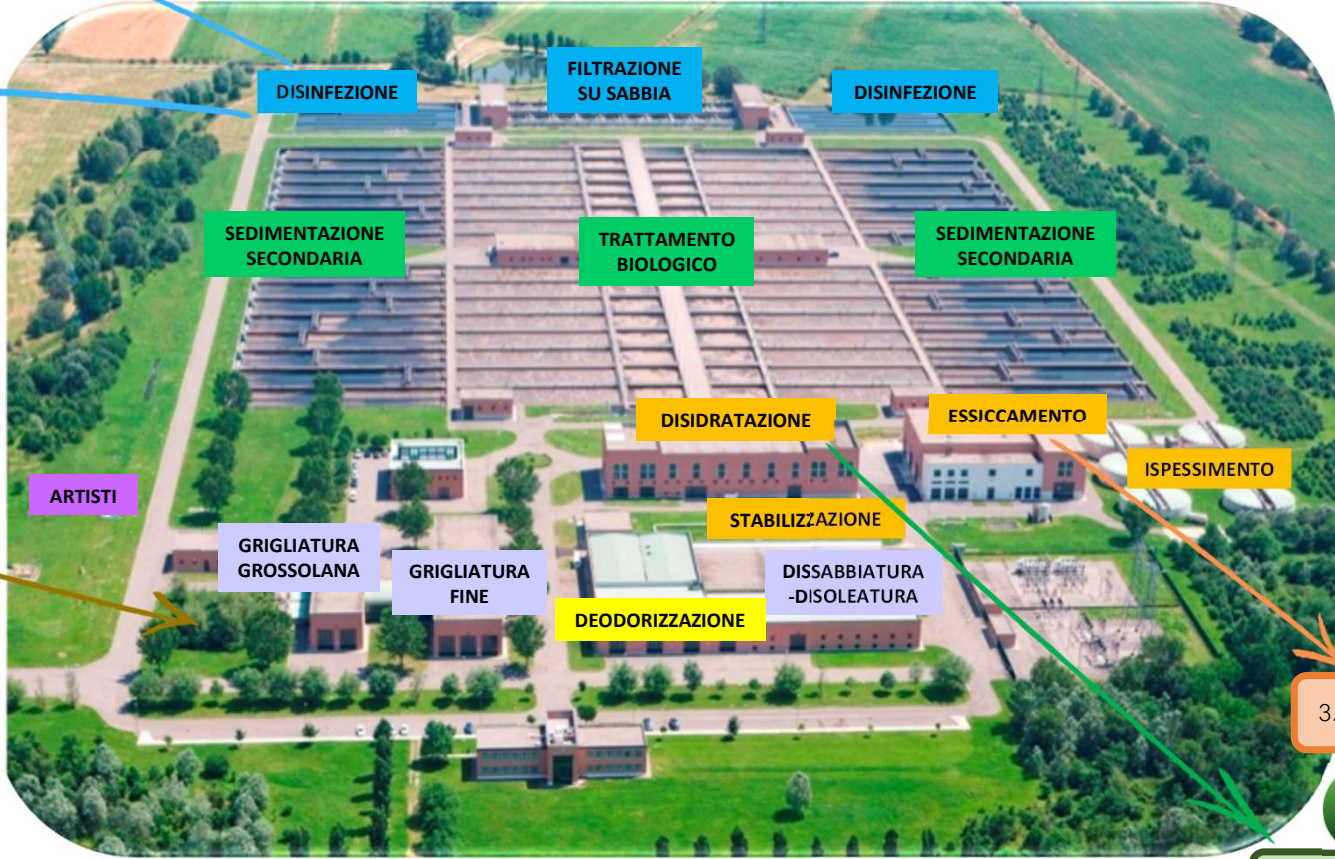 DISINFEZIONE
FILTRAZIONE
SU SABBIA
DISINFEZIONE
SEDIMENTAZIONE
SECONDARIA
TRATTAMENTO
BIOLOGICO
SEDIMENTAZIONE
SECONDARIA
DISIDRATAZIONE
ESSICCAMENTO
ISPESSIMENTO
ARTISTI
STABILIZZAZIONE
GRIGLIATURA
GROSSOLANA
GRIGLIATURA
FINE
DISSABBIATURA
-DISOLEATURA
DEODORIZZAZIONE
3.